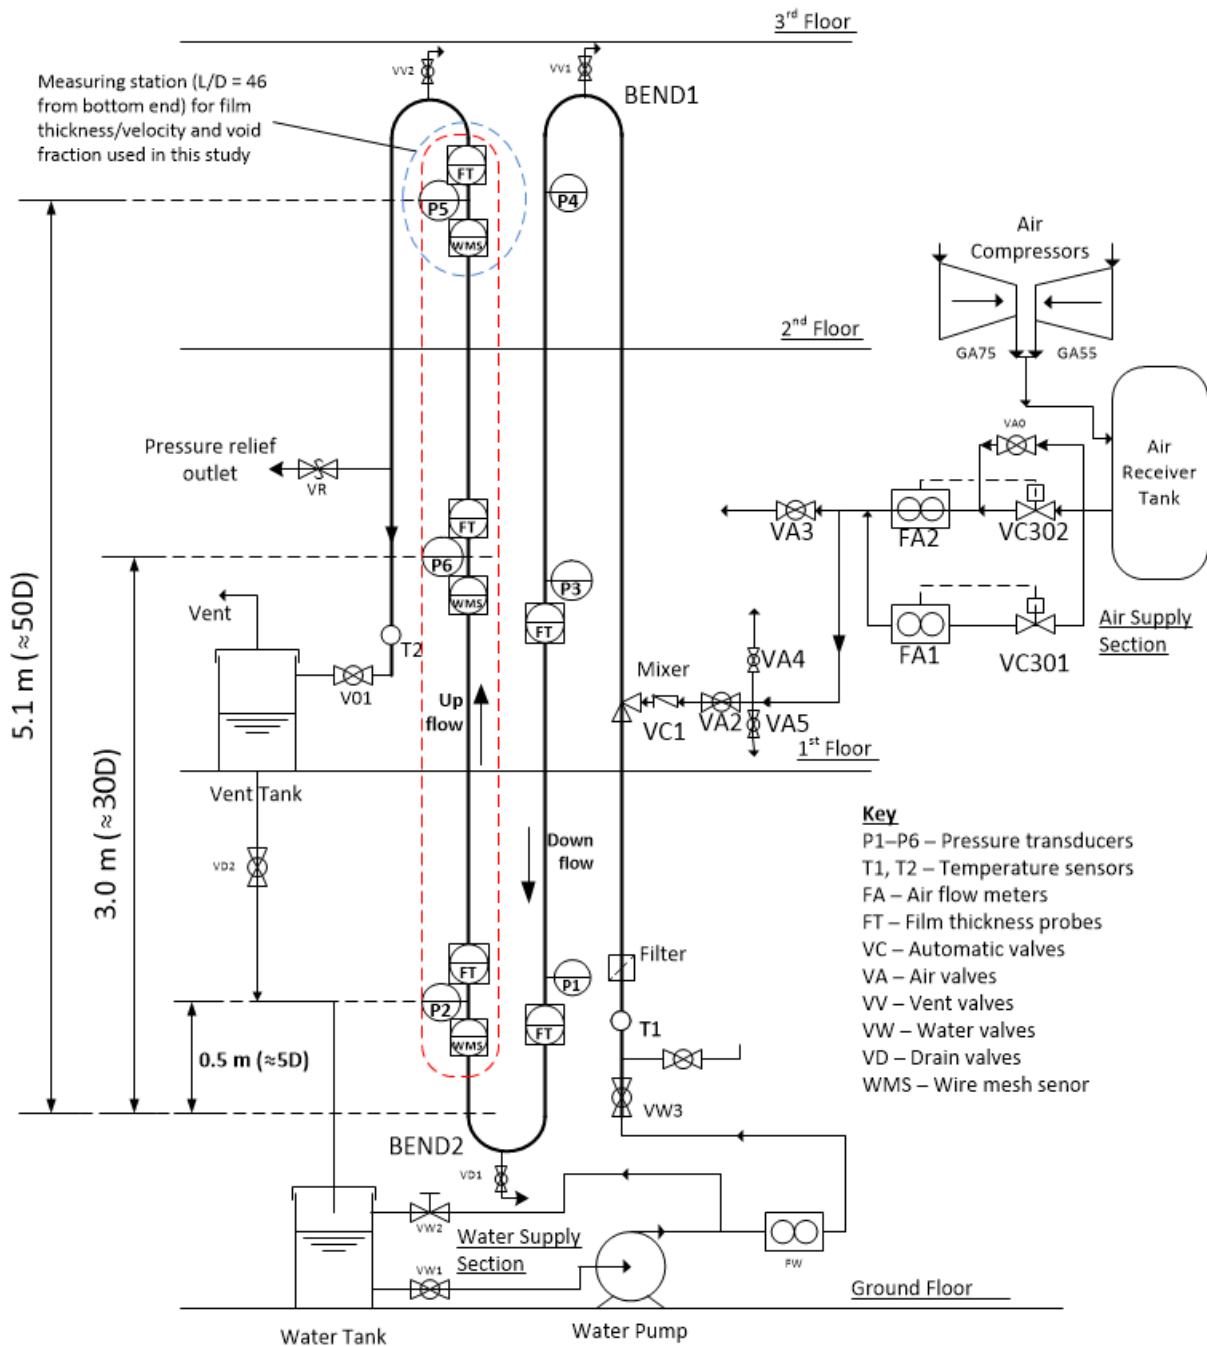 3rd Floor
VV2
VV1
BEND1
Measuring station (L/D = 46
from bottom end) for film
thickness/velocity and void
fraction used in this study
FT
P5
P4
WMS
Air
Compressors
GA75
GA55
2nd Floor
VA0
Air
Receiver
Tank
Pressure relief
outlet
VR
FT
VA3
FA2
VC302
P6
P3
WMS
FT
Vent
T2
FA1
VC301
Air Supply
Section
5.1 m (≈50D)
V01
Up
flow
Mixer
VA4
VC1
VA2
VA5
1st Floor
Vent Tank
3.0 m (≈30D)
VD2
Down
flow
Key
P1–P6 – Pressure transducers
T1, T2 – Temperature sensors
FA – Air flow meters
FT – Film thickness probes
VC – Automatic valves
VA – Air valves
VV – Vent valves
VW – Water valves
VD – Drain valves
WMS – Wire mesh senor
FT
Filter
P1
P2
FT
T1
WMS
0.5 m (≈5D)
VW3
BEND2
VD1
VW2
Water Supply
Section
VW1
FW
Ground Floor
Water Tank
Water Pump